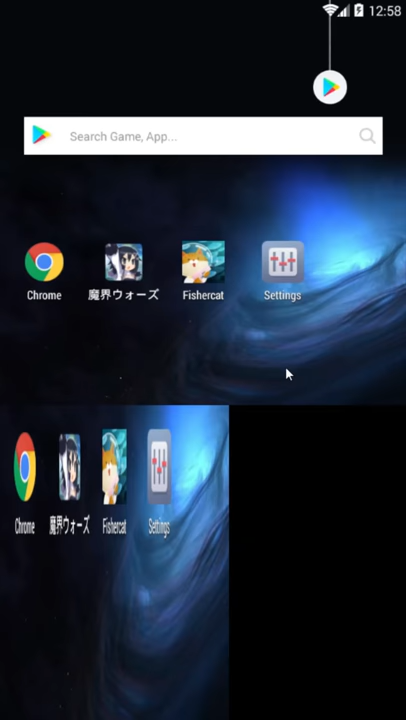 12:58
Search Game, App...
Chrome
魔界ウォーズ
Fishercat
Settings
Chrome
魔界ウォーズ
Fishercat
Settings